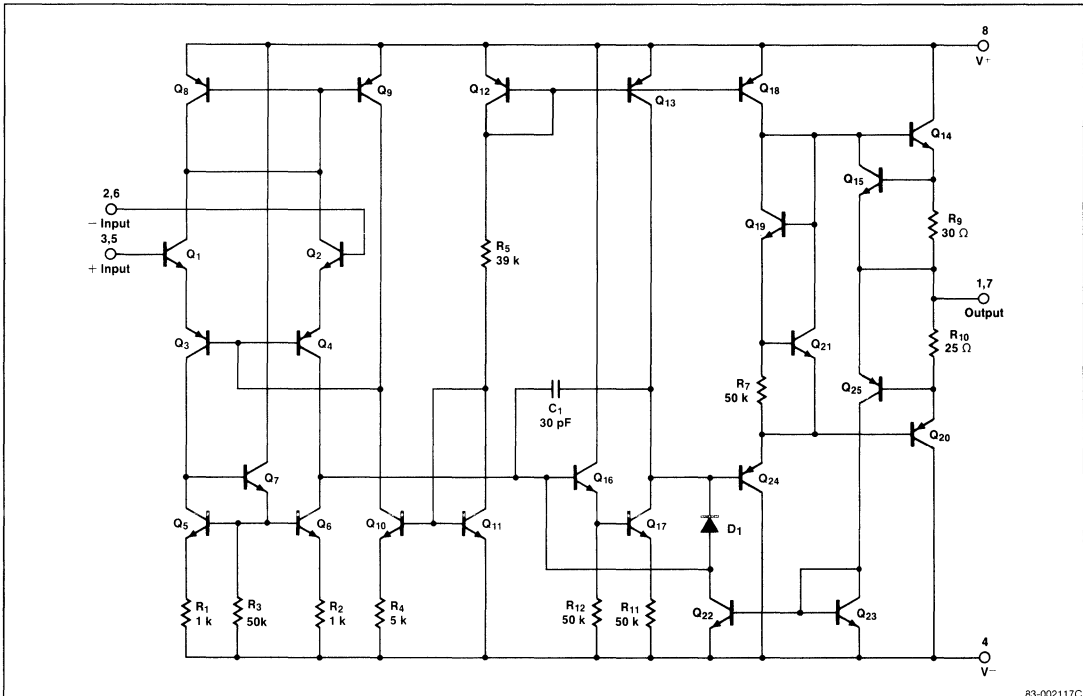 8
V+
Q8
Q9
Q12
Q13
Q18
Q14
Q15
2,6
− Input
3,5
+ Input
Q1
Q2
R5
39 k
Q19
R9
30 Ω
1,7
Output
Q3
Q4
Q21
R10
25 Ω
C1
30 pF
R7
50 k
Q25
Q20
Q7
Q16
Q24
Q5
Q6
Q10
Q11
Q17
D1
R1
1 k
R3
50k
R2
1 k
R4
5 k
R12
50 k
R11
50 k
Q22
Q23
4
V−
83-002117C